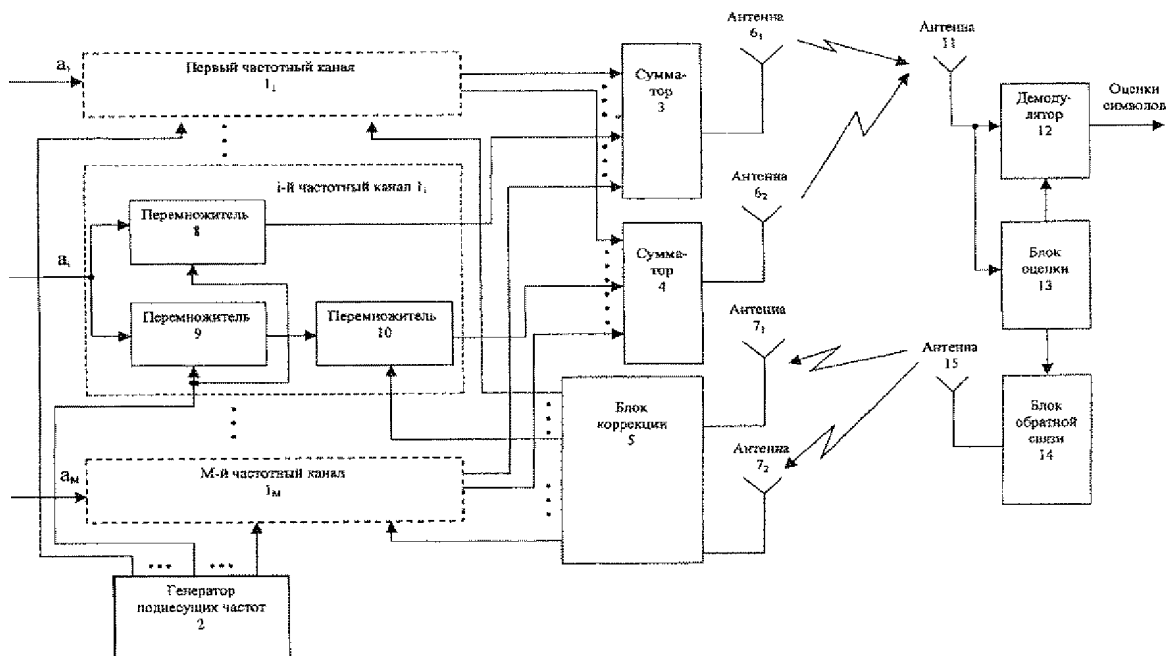 Первый частотный канал
1₁
a₁
i-й частотный канал 1ᵢ
Перемножитель
8
aᵢ
Перемножитель
9
Перемножитель
10
M-й частотный канал
1ₘ
aₘ
Генератор
поднесущих частот
2
Сумма-
тор
3
Сумма-
тор
4
Блок
коррекции
5
Антенна
6₁
Антенна
6₂
Антенна
7₁
Антенна
7₂
Антенна
11
Демоду-
лятор
12
Оценки
символов
Блок
оценки
13
Антенна
15
Блок
обратной
связи
14